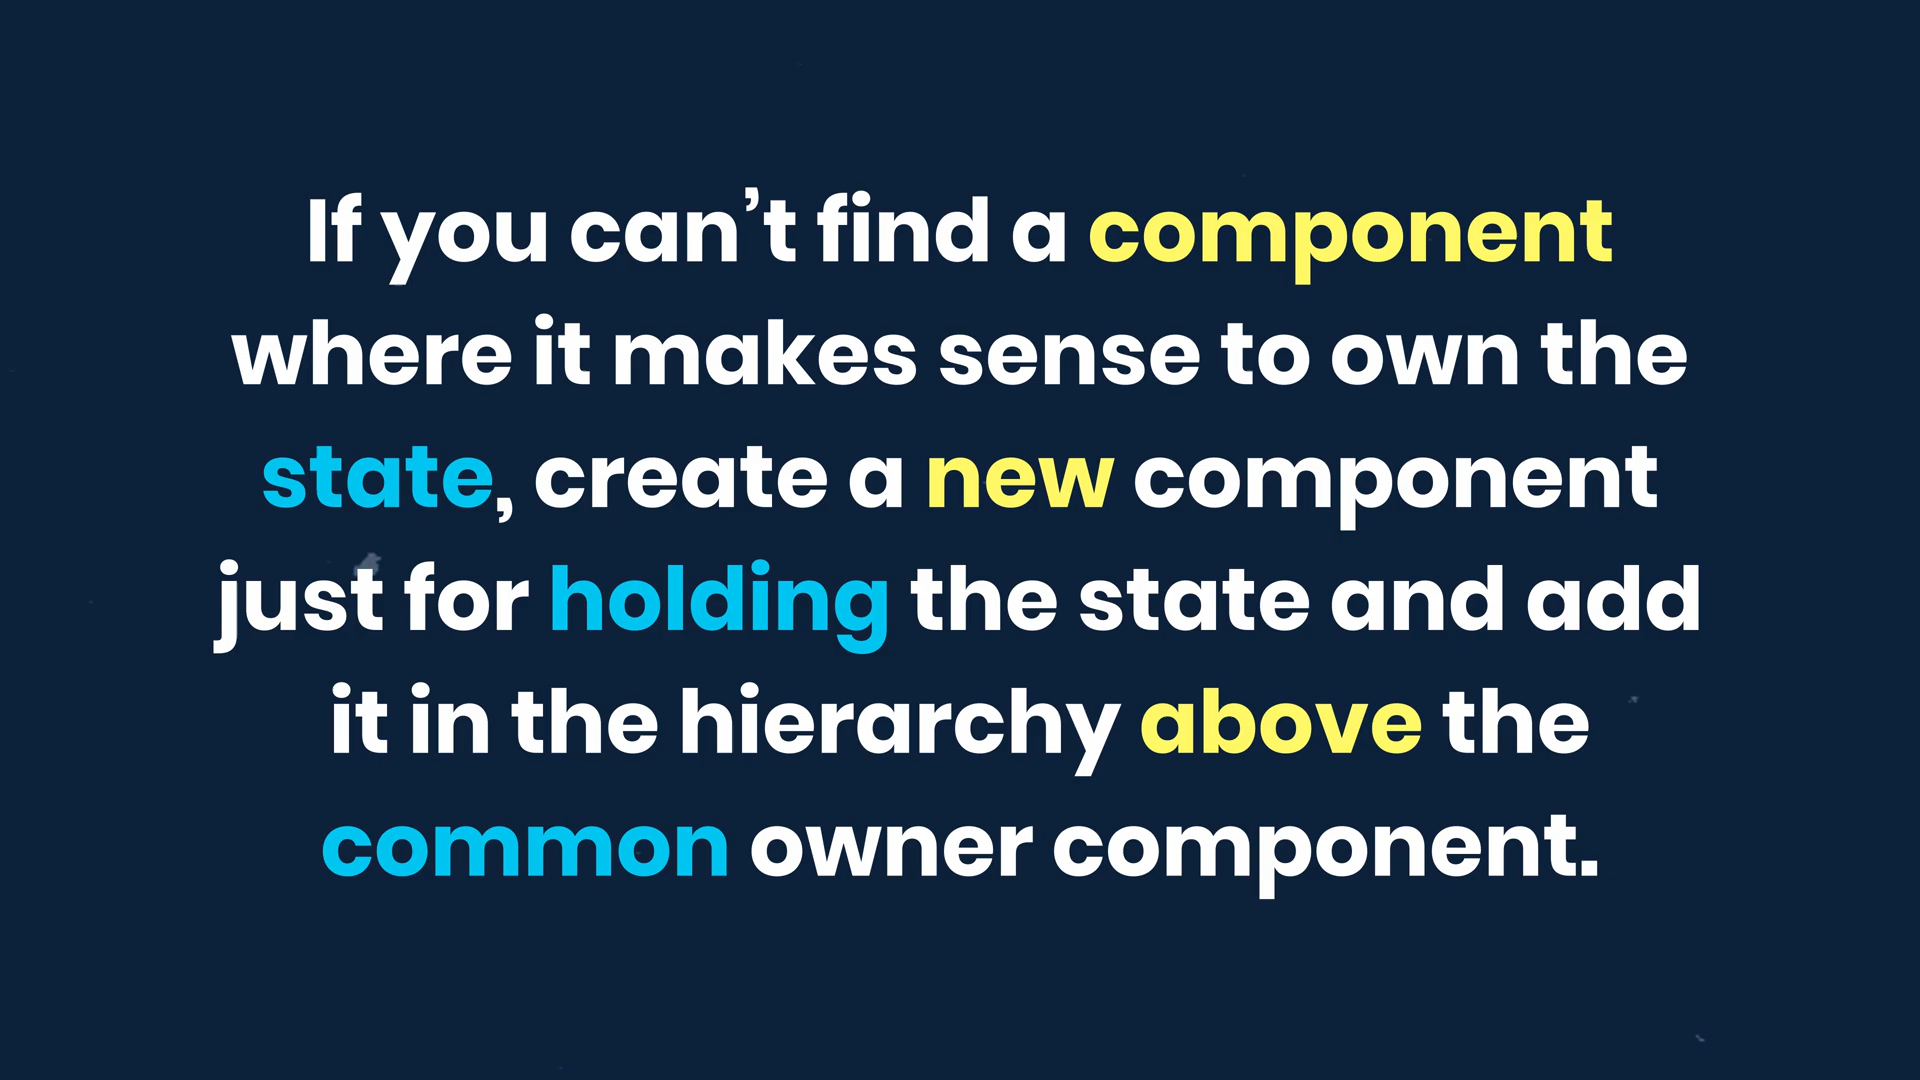 If you can’t find a component
where it makes sense to own the
state, create a new component
just for holding the state and add
it in the hierarchy above the
common owner component.